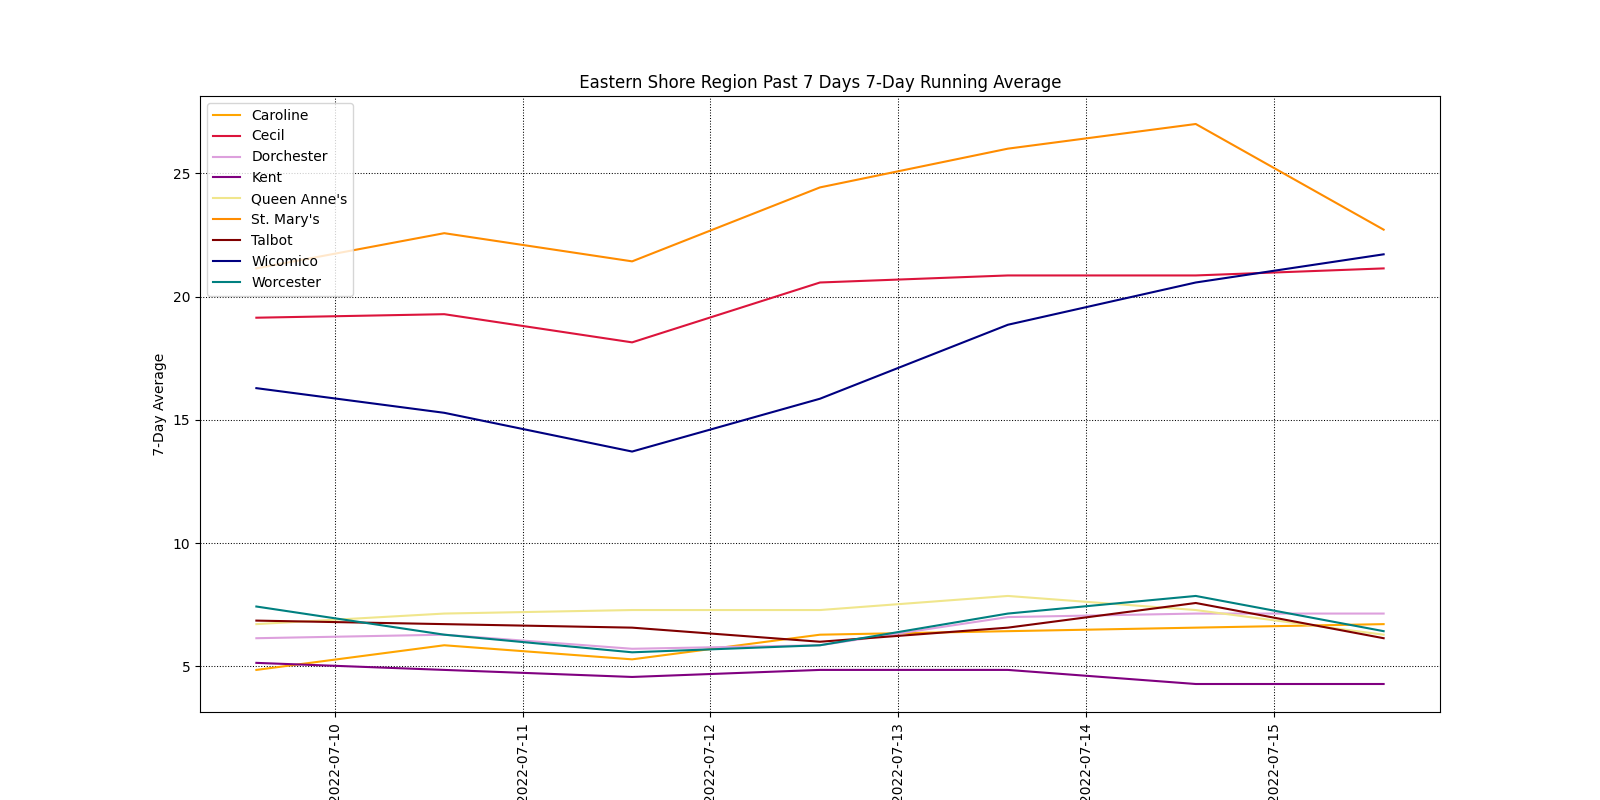 Eastern Shore Region Past 7 Days 7-Day Running Average
Caroline
Cecil
Dorchester
Kent
Queen Anne's
St. Mary's
Talbot
Wicomico
Worcester
7-Day Average
25
20
15
10
5
2022-07-10
2022-07-11
2022-07-12
2022-07-13
2022-07-14
2022-07-15